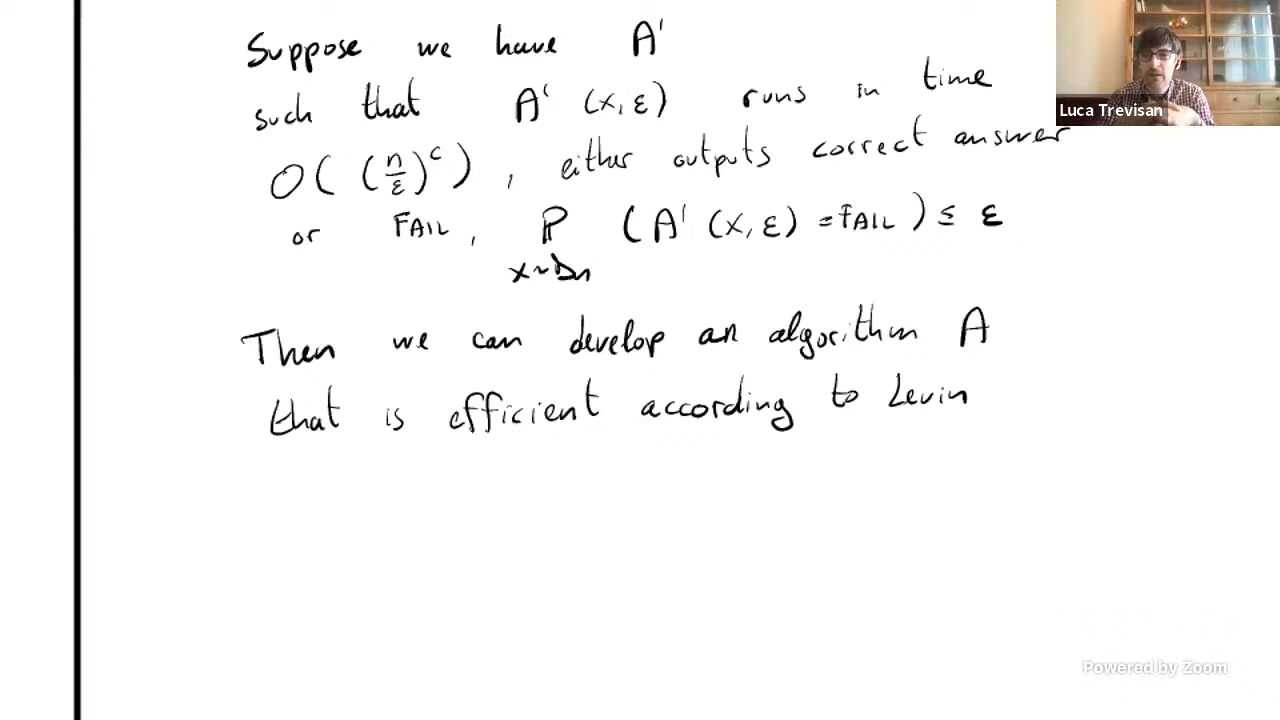 Suppose we have A'
such that A' (x, ε) runs in time
O( (n/ε)^c ) , either outputs correct answer
or FAIL , ℙ ( A' (x, ε) = FAIL ) ≤ ε
x~Dn
Then we can develop an algorithm A
that is efficient according to Levin
Luca Trevisan
Powered by Zoom